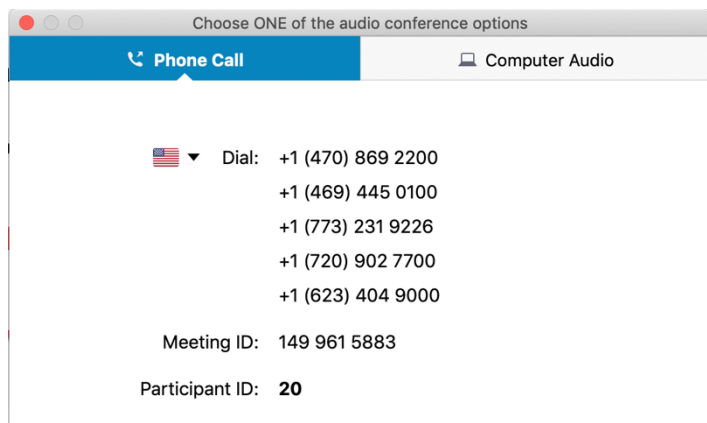 Choose ONE of the audio conference options
Phone Call
Computer Audio
Dial: +1 (470) 869 2200
+1 (469) 445 0100
+1 (773) 231 9226
+1 (720) 902 7700
+1 (623) 404 9000
Meeting ID: 149 961 5883
Participant ID: 20